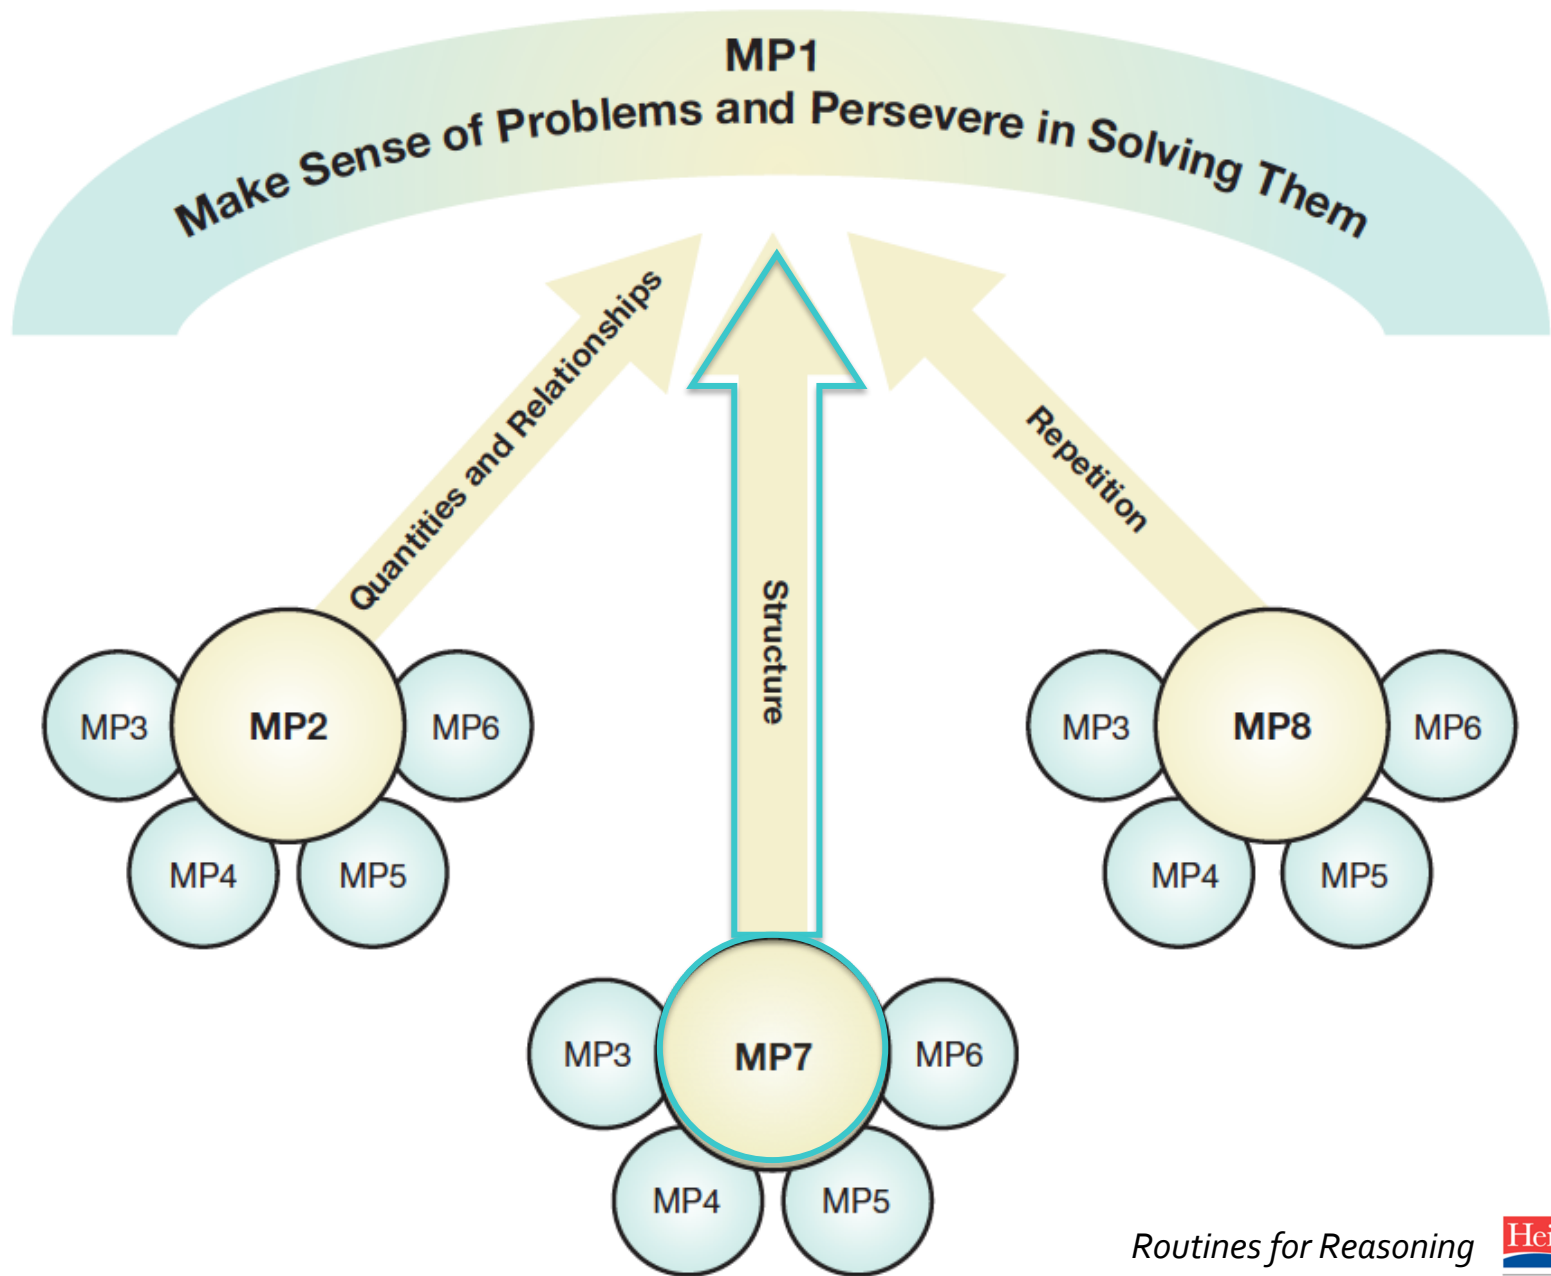 MP1
Make Sense of Problems and Persevere in Solving Them
Quantities and Relationships
Structure
Repetition
MP3
MP2
MP6
MP4
MP5
MP3
MP8
MP6
MP4
MP5
MP3
MP7
MP6
MP4
MP5
Routines for Reasoning